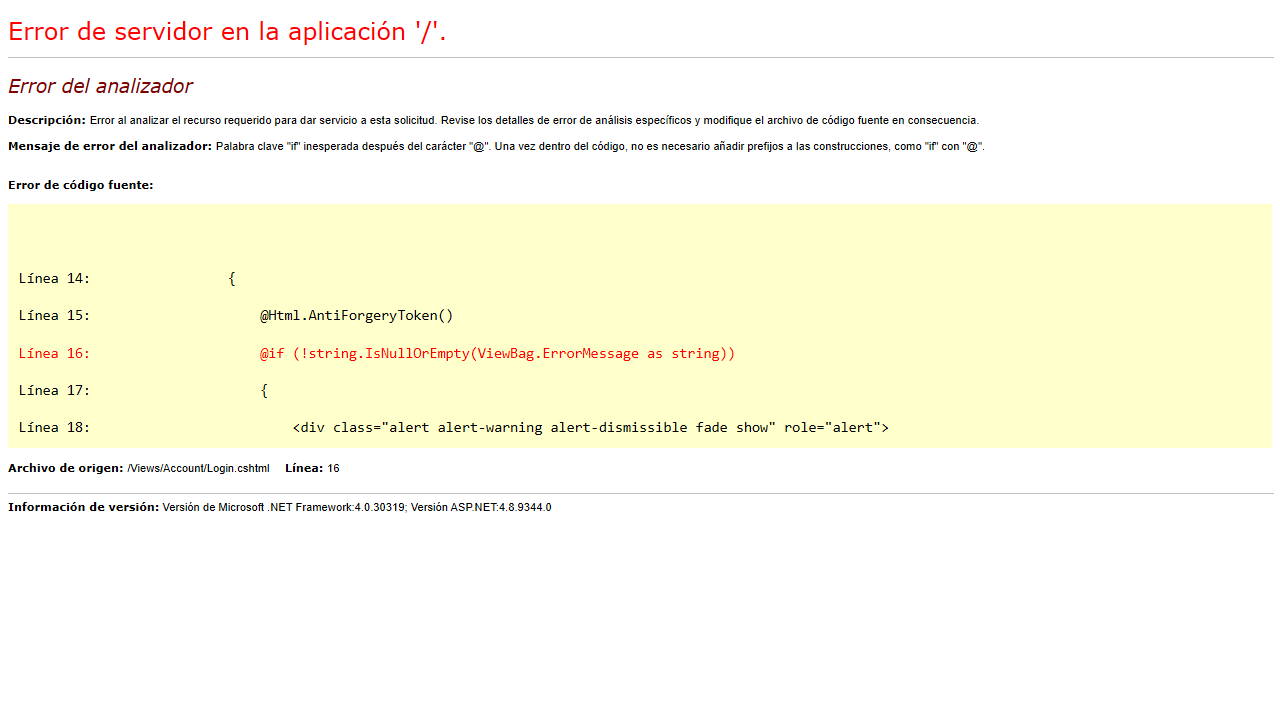 Error de servidor en la aplicación '/'.
Error del analizador
Descripción: Error al analizar el recurso requerido para dar servicio a esta solicitud. Revise los detalles de error de análisis específicos y modifique el archivo de código fuente en consecuencia.
Mensaje de error del analizador: Palabra clave "if" inesperada después del carácter "@". Una vez dentro del código, no es necesario añadir prefijos a las construcciones, como "if" con "@".
Error de código fuente:
Línea 14:                 {
Línea 15:                     @Html.AntiForgeryToken()
Línea 16:                     @if (!string.IsNullOrEmpty(ViewBag.ErrorMessage as string))
Línea 17:                     {
Línea 18:                         <div class="alert alert-warning alert-dismissible fade show" role="alert">
Archivo de origen: /Views/Account/Login.cshtml    Línea: 16
Información de versión: Versión de Microsoft .NET Framework:4.0.30319; Versión ASP.NET:4.8.9344.0